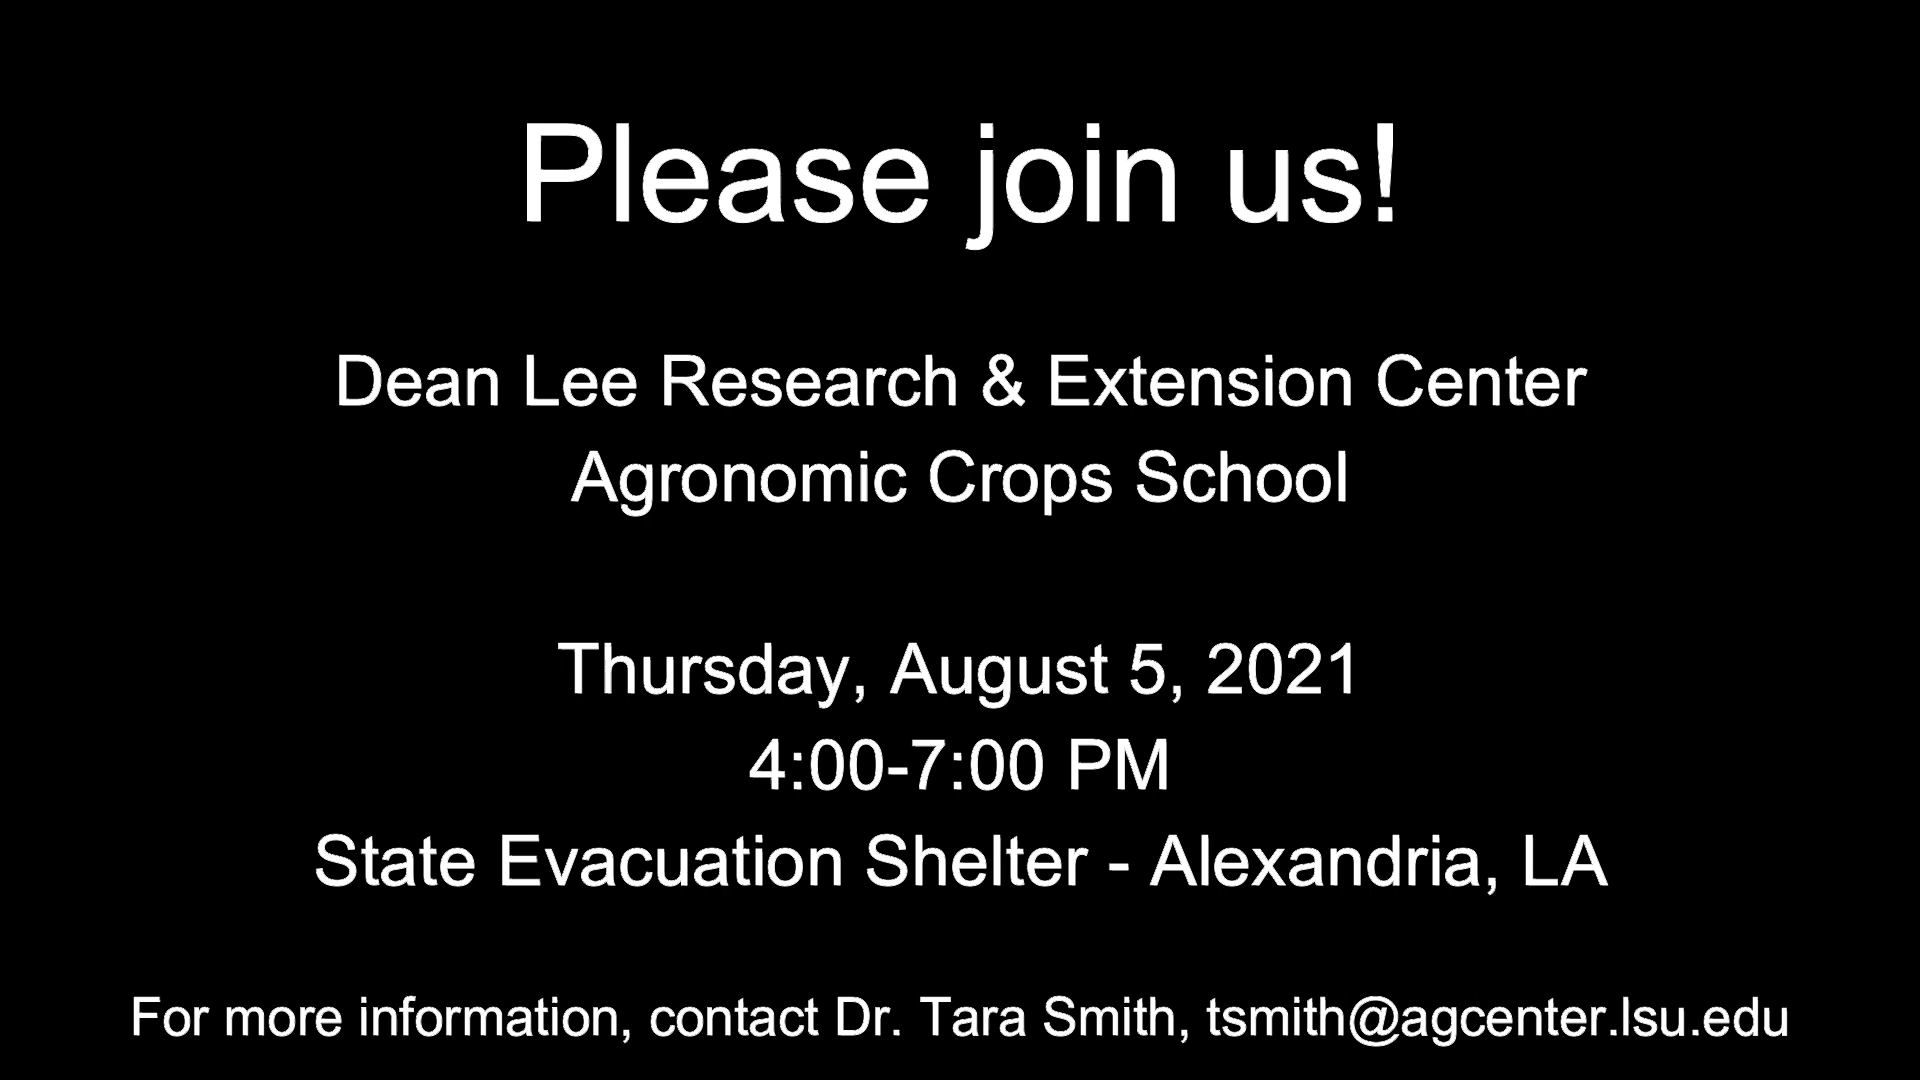 Please join us!
Dean Lee Research & Extension Center
Agronomic Crops School
Thursday, August 5, 2021
4:00-7:00 PM
State Evacuation Shelter - Alexandria, LA
For more information, contact Dr. Tara Smith, tsmith@agcenter.lsu.edu